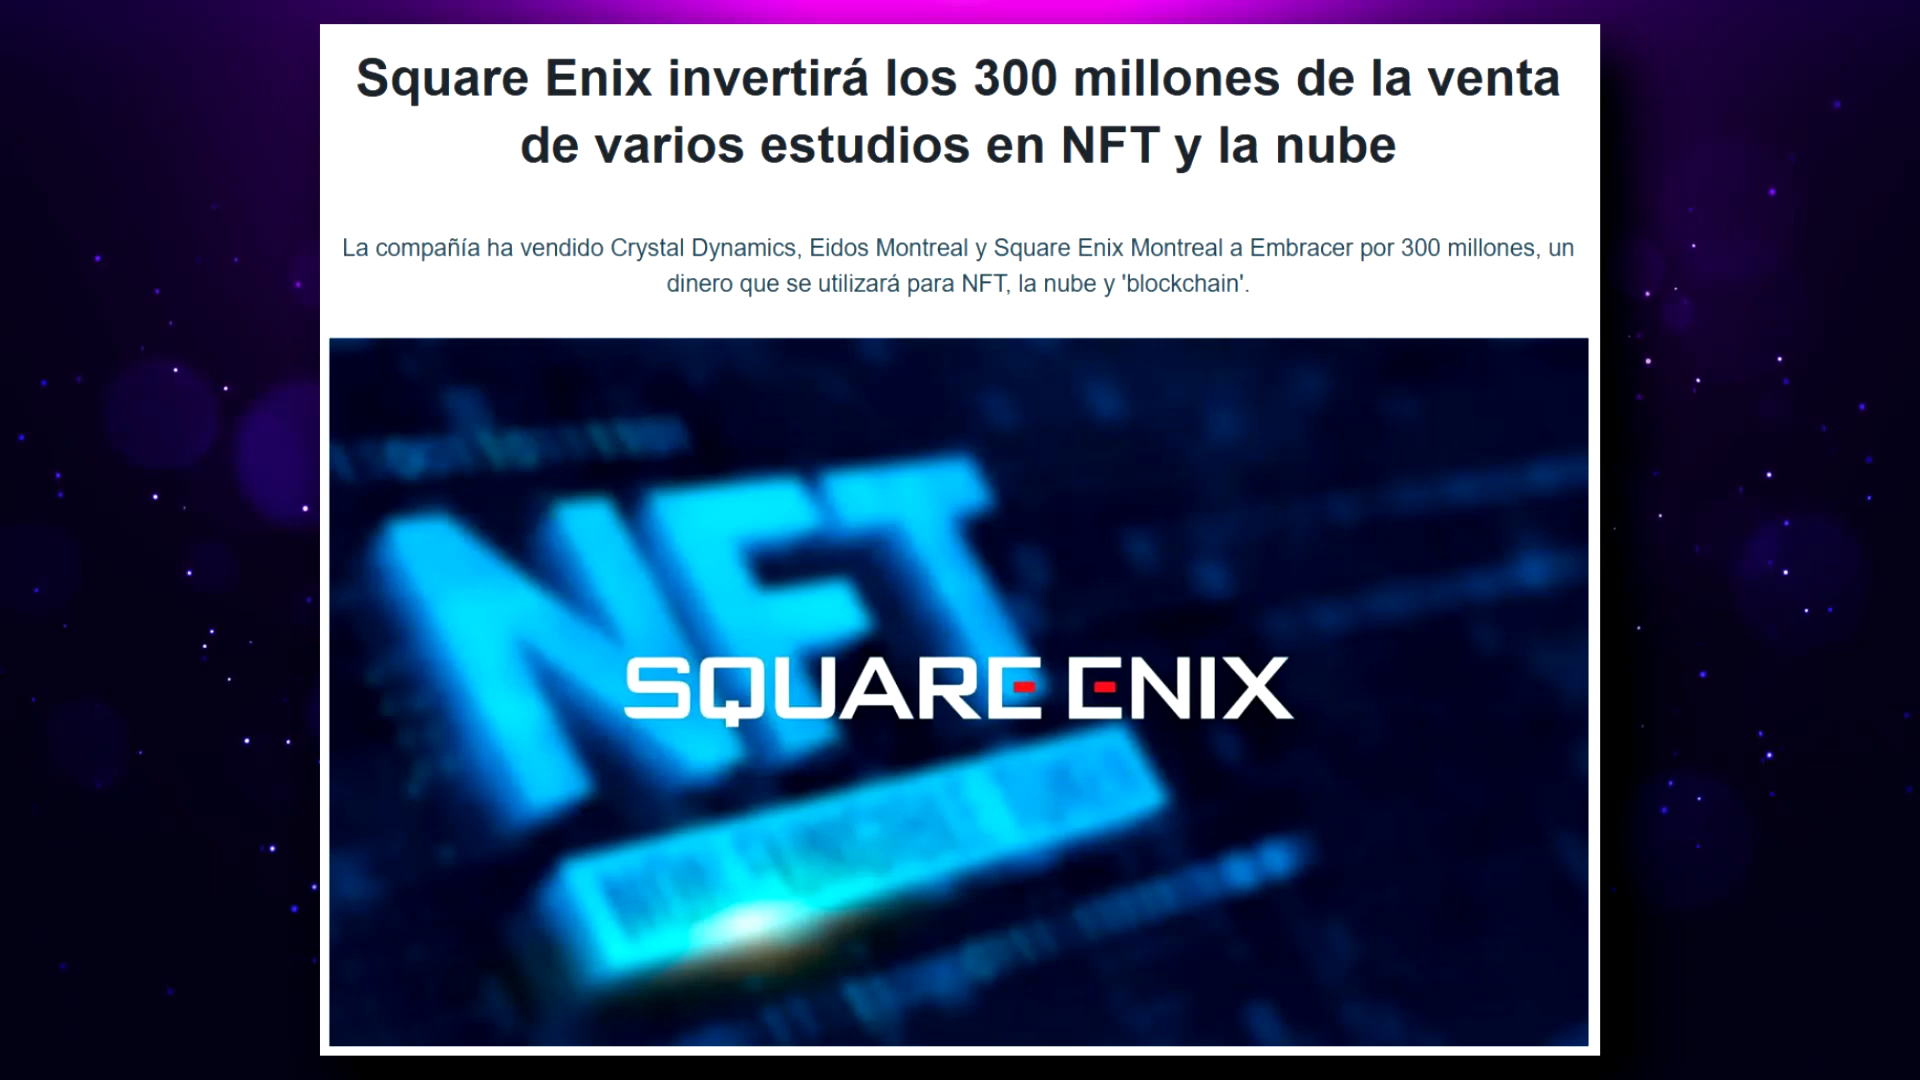 Square Enix invertirá los 300 millones de la venta
de varios estudios en NFT y la nube
La compañía ha vendido Crystal Dynamics, Eidos Montreal y Square Enix Montreal a Embracer por 300 millones, un
dinero que se utilizará para NFT, la nube y 'blockchain'.
NFT
SQUARE ENIX